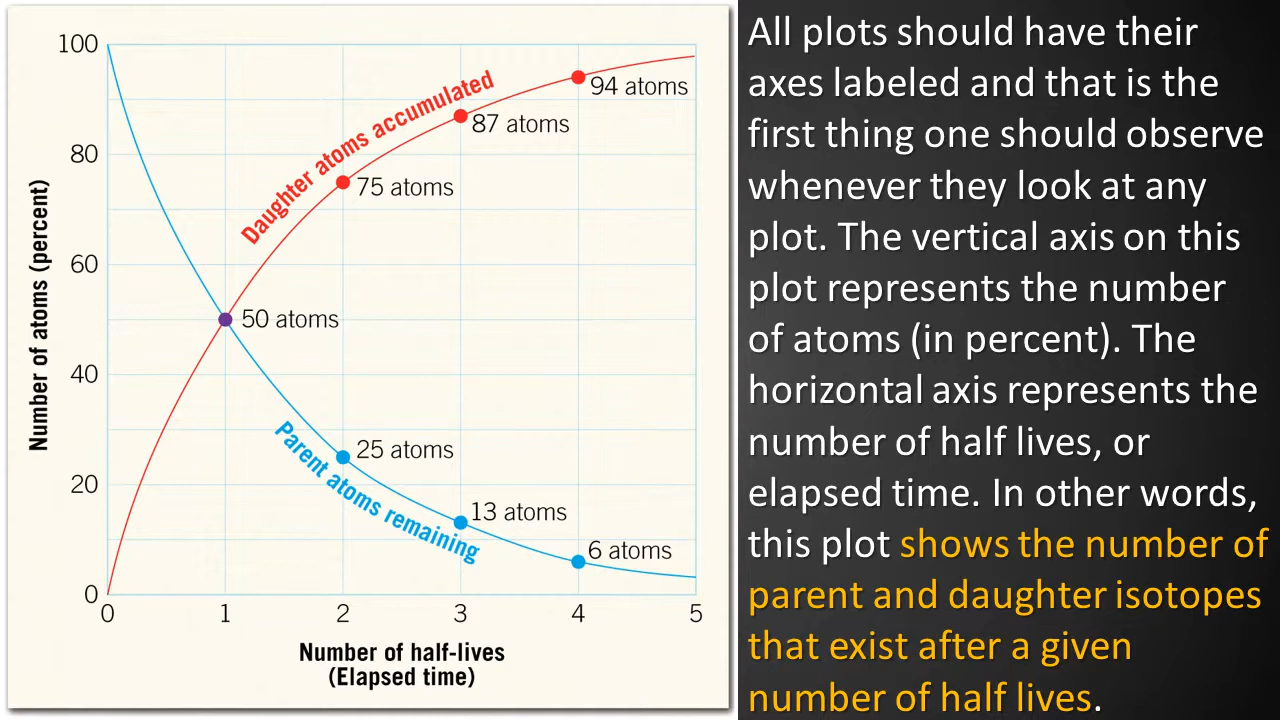 100
80
60
40
20
0
Number of atoms (percent)
Daughter atoms accumulated
94 atoms
87 atoms
75 atoms
50 atoms
25 atoms
13 atoms
6 atoms
Parent atoms remaining
0 1 2 3 4 5
Number of half-lives
(Elapsed time)
All plots should have their
axes labeled and that is the
first thing one should observe
whenever they look at any
plot. The vertical axis on this
plot represents the number
of atoms (in percent). The
horizontal axis represents the
number of half lives, or
elapsed time. In other words,
this plot shows the number of
parent and daughter isotopes
that exist after a given
number of half lives.